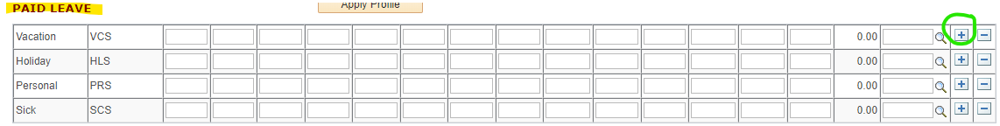 Apply Profile
PAID LEAVE
Vacation VCS 0.00
Holiday HLS 0.00
Personal PRS 0.00
Sick SCS 0.00